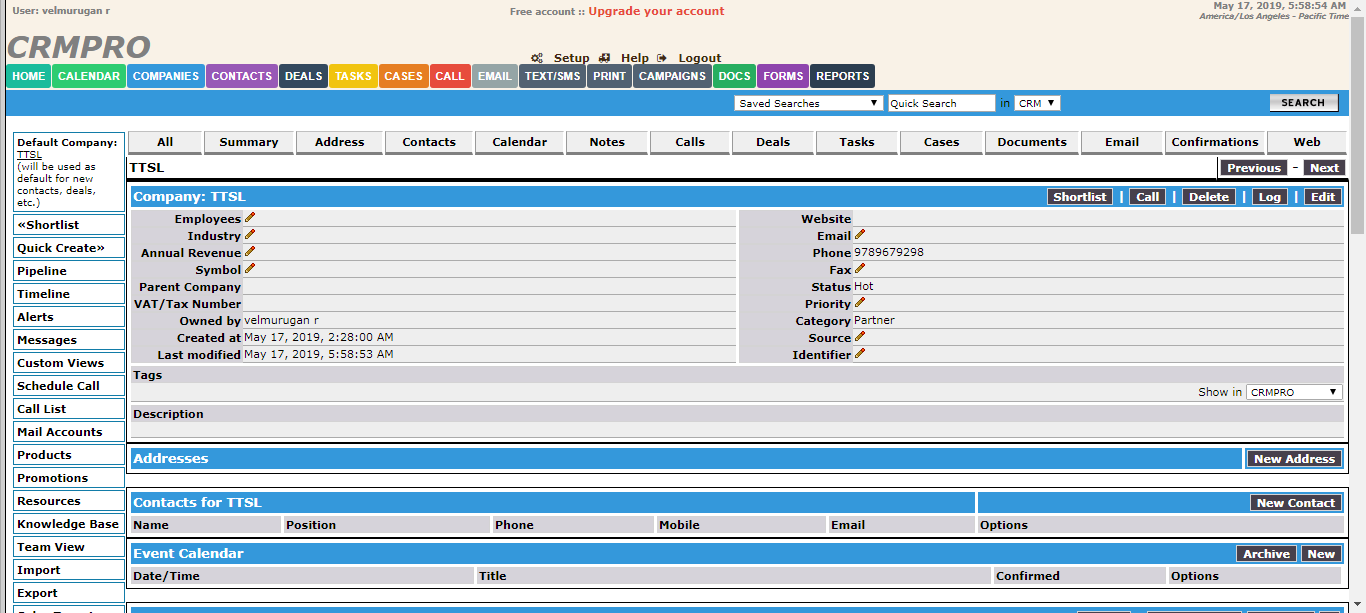 User: velmurugan r
Free account :: Upgrade your account
May 17, 2019, 5:58:54 AM
America/Los Angeles - Pacific Time
CRMPRO
Setup Help Logout
HOME CALENDAR COMPANIES CONTACTS DEALS TASKS CASES CALL EMAIL TEXT/SMS PRINT CAMPAIGNS DOCS FORMS REPORTS
Saved Searches Quick Search in CRM SEARCH
Default Company:
TTSL
(will be used as
default for new
contacts, deals,
etc.)
«Shortlist
Quick Create»
Pipeline
Timeline
Alerts
Messages
Custom Views
Schedule Call
Call List
Mail Accounts
Products
Promotions
Resources
Knowledge Base
Team View
Import
Export
All Summary Address Contacts Calendar Notes Calls Deals Tasks Cases Documents Email Confirmations Web
TTSL Previous - Next
Company: TTSL Shortlist | Call | Delete | Log | Edit
Employees
Industry
Annual Revenue
Symbol
Parent Company
VAT/Tax Number
Owned by velmurugan r
Created at May 17, 2019, 2:28:00 AM
Last modified May 17, 2019, 5:58:53 AM
Website
Email
Phone 9789679298
Fax
Status Hot
Priority
Category Partner
Source
Identifier
Tags
Show in CRMPRO
Description
Addresses New Address
Contacts for TTSL New Contact
Name Position Phone Mobile Email Options
Event Calendar Archive New
Date/Time Title Confirmed Options